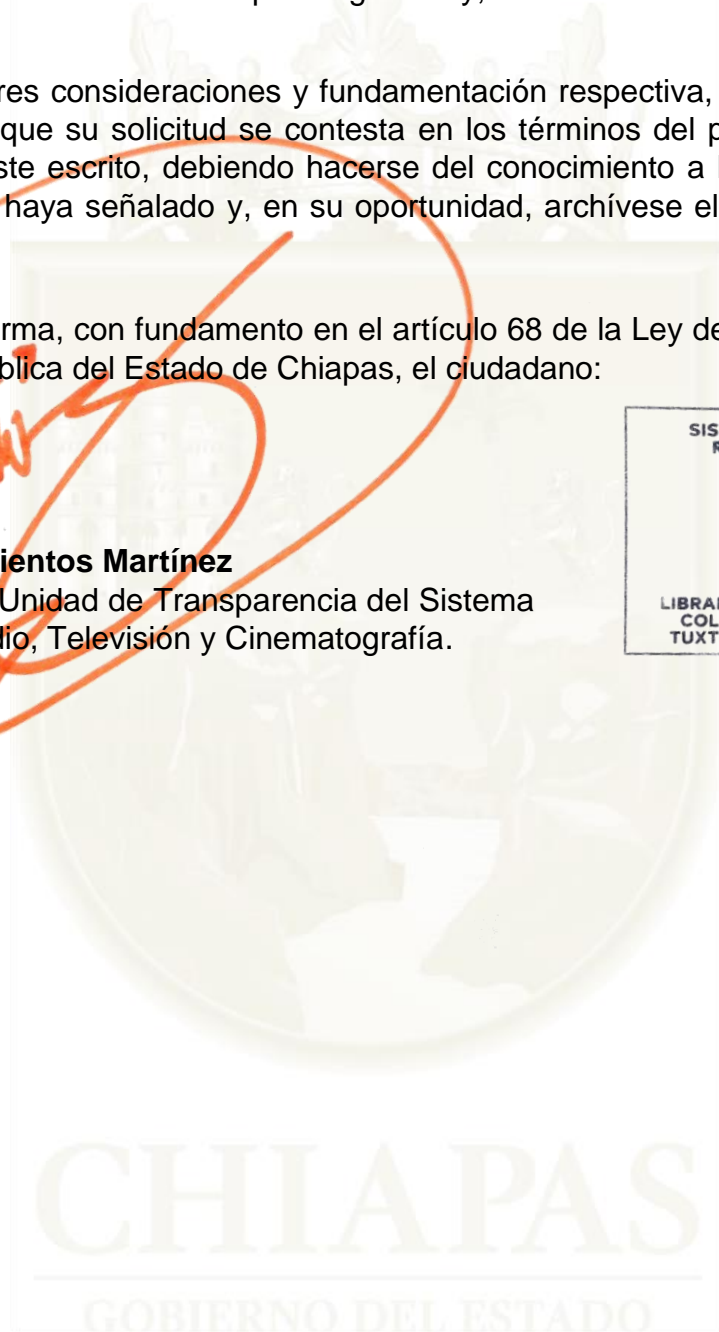 res consideraciones y fundamentación respectiva,
que su solicitud se contesta en los términos del p
ste escrito, debiendo hacerse del conocimiento a
haya señalado y, en su oportunidad, archívese el
rma, con fundamento en el artículo 68 de la Ley de
blica del Estado de Chiapas, el ciudadano:
SIS
R
ientos Martínez
Unidad de Transparencia del Sistema
dio, Televisión y Cinematografía.
LIBRA
COL
TUXT
CHIAPAS
GOBIERNO DEL ESTADO